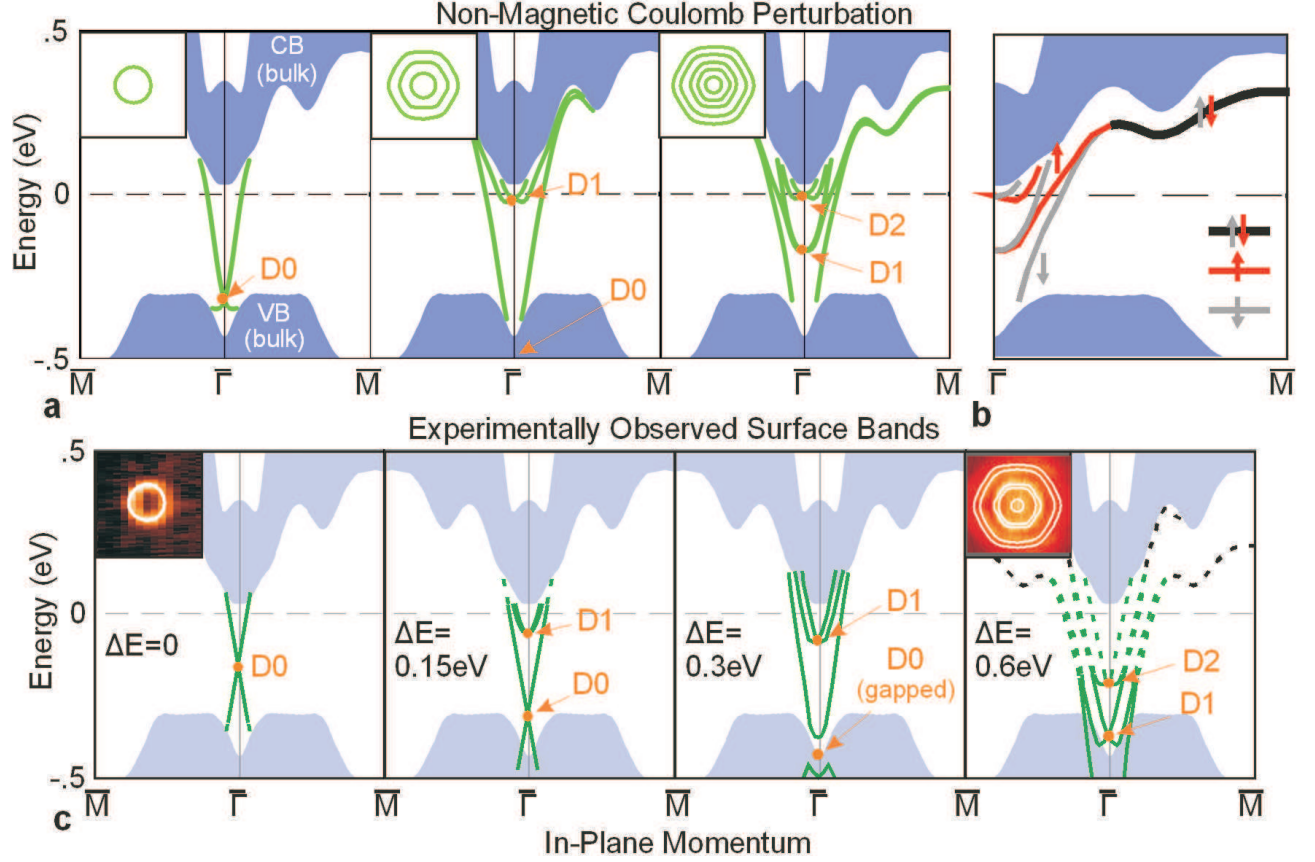 Non-Magnetic Coulomb Perturbation
.5
0
-.5
Energy (eV)
CB
(bulk)
D0
VB
(bulk)
D1
D0
D2
D1
M̅
Γ̅
M̅
Γ̅
M̅
Γ̅
M̅
Γ̅
M̅
a
b
Experimentally Observed Surface Bands
.5
0
-.5
Energy (eV)
ΔE=0
D0
ΔE=
0.15eV
D1
D0
ΔE=
0.3eV
D1
D0
(gapped)
ΔE=
0.6eV
D2
D1
M̅
Γ̅
M̅
Γ̅
M̅
Γ̅
M̅
Γ̅
M̅
c
In-Plane Momentum